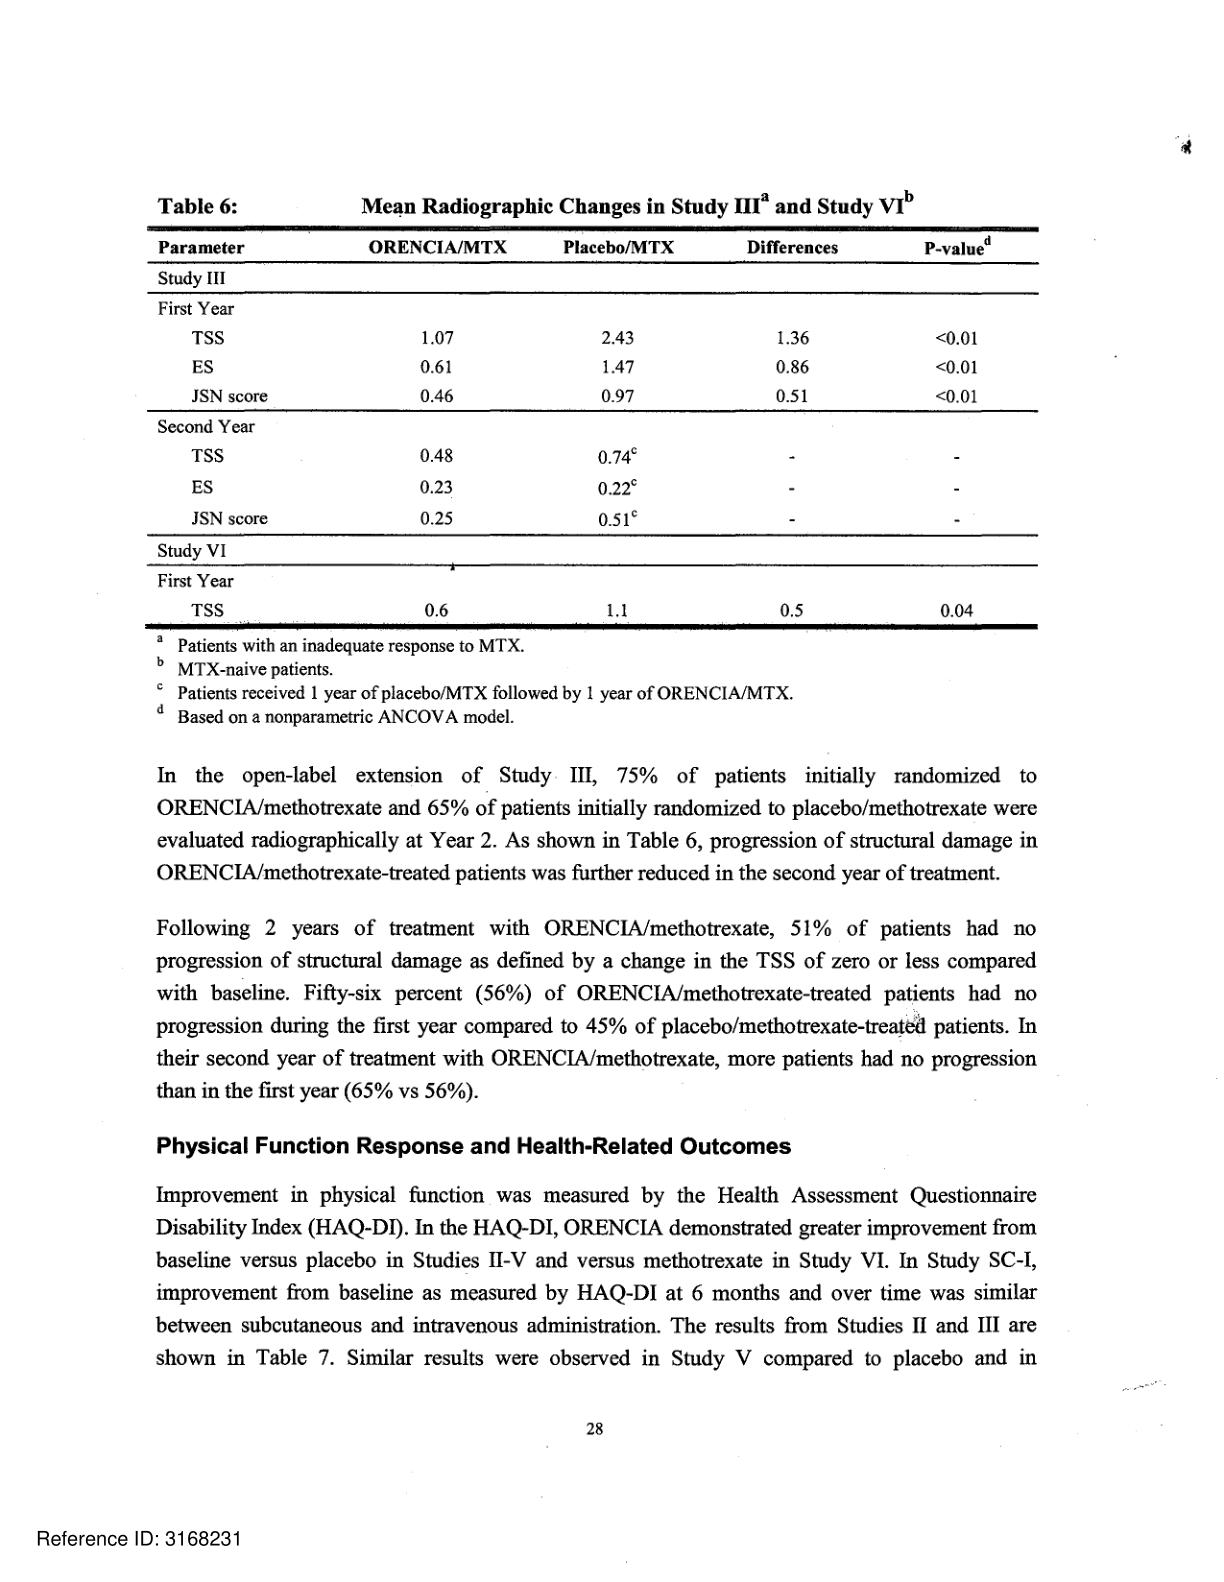 Table 6: Mean Radiographic Changes in Study IIIa and Study VIb
Parameter ORENCIA/MTX Placebo/MTX Differences P-valued
Study III
First Year
TSS 1.07 2.43 1.36 <0.01
ES 0.61 1.47 0.86 <0.01
JSN score 0.46 0.97 0.51 <0.01
Second Year
TSS 0.48 0.74c - -
ES 0.23 0.22c - -
JSN score 0.25 0.51c - -
Study VI
First Year
TSS 0.6 1.1 0.5 0.04
a Patients with an inadequate response to MTX.
b MTX-naive patients.
c Patients received 1 year of placebo/MTX followed by 1 year of ORENCIA/MTX.
d Based on a nonparametric ANCOVA model.
In the open-label extension of Study III, 75% of patients initially randomized to
ORENCIA/methotrexate and 65% of patients initially randomized to placebo/methotrexate were
evaluated radiographically at Year 2. As shown in Table 6, progression of structural damage in
ORENCIA/methotrexate-treated patients was further reduced in the second year of treatment.
Following 2 years of treatment with ORENCIA/methotrexate, 51% of patients had no
progression of structural damage as defined by a change in the TSS of zero or less compared
with baseline. Fifty-six percent (56%) of ORENCIA/methotrexate-treated patients had no
progression during the first year compared to 45% of placebo/methotrexate-treated patients. In
their second year of treatment with ORENCIA/methotrexate, more patients had no progression
than in the first year (65% vs 56%).
Physical Function Response and Health-Related Outcomes
Improvement in physical function was measured by the Health Assessment Questionnaire
Disability Index (HAQ-DI). In the HAQ-DI, ORENCIA demonstrated greater improvement from
baseline versus placebo in Studies II-V and versus methotrexate in Study VI. In Study SC-I,
improvement from baseline as measured by HAQ-DI at 6 months and over time was similar
between subcutaneous and intravenous administration. The results from Studies II and III are
shown in Table 7. Similar results were observed in Study V compared to placebo and in
28
Reference ID: 3168231